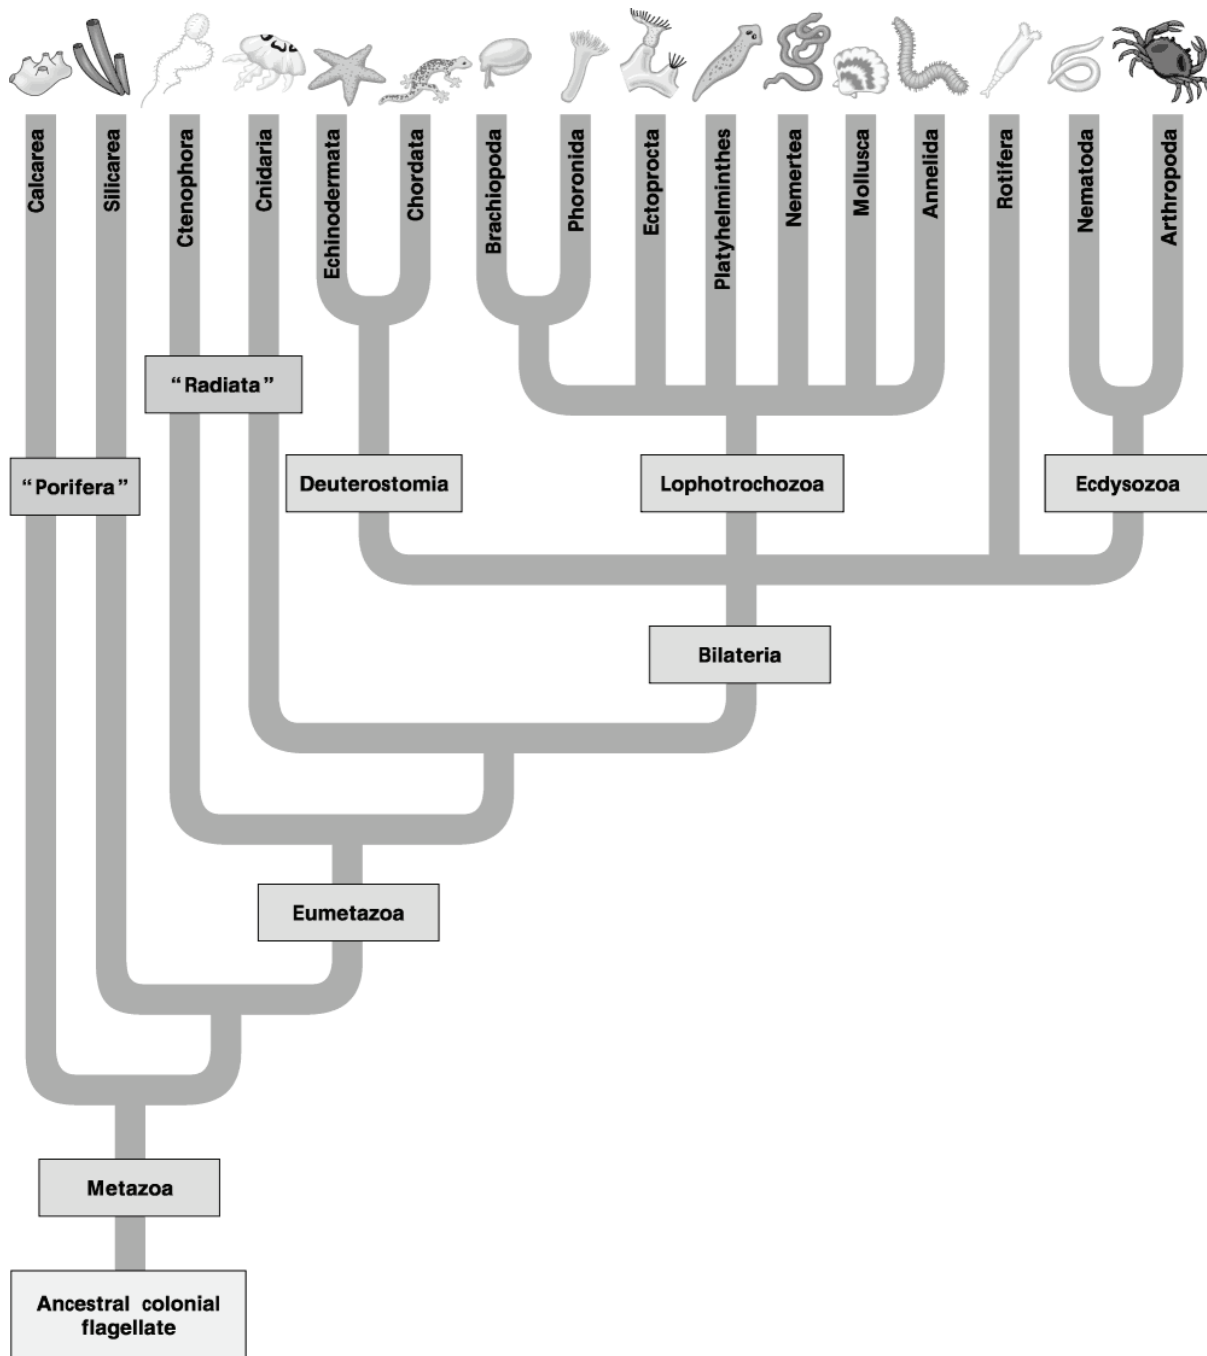 Calcarea
Silicarea
Ctenophora
Cnidaria
Echinodermata
Chordata
Brachiopoda
Phoronida
Ectoprocta
Platyhelminthes
Nemertea
Mollusca
Annelida
Rotifera
Nematoda
Arthropoda
“Radiata”
“Porifera”
Deuterostomia
Lophotrochozoa
Ecdysozoa
Bilateria
Eumetazoa
Metazoa
Ancestral colonial
flagellate